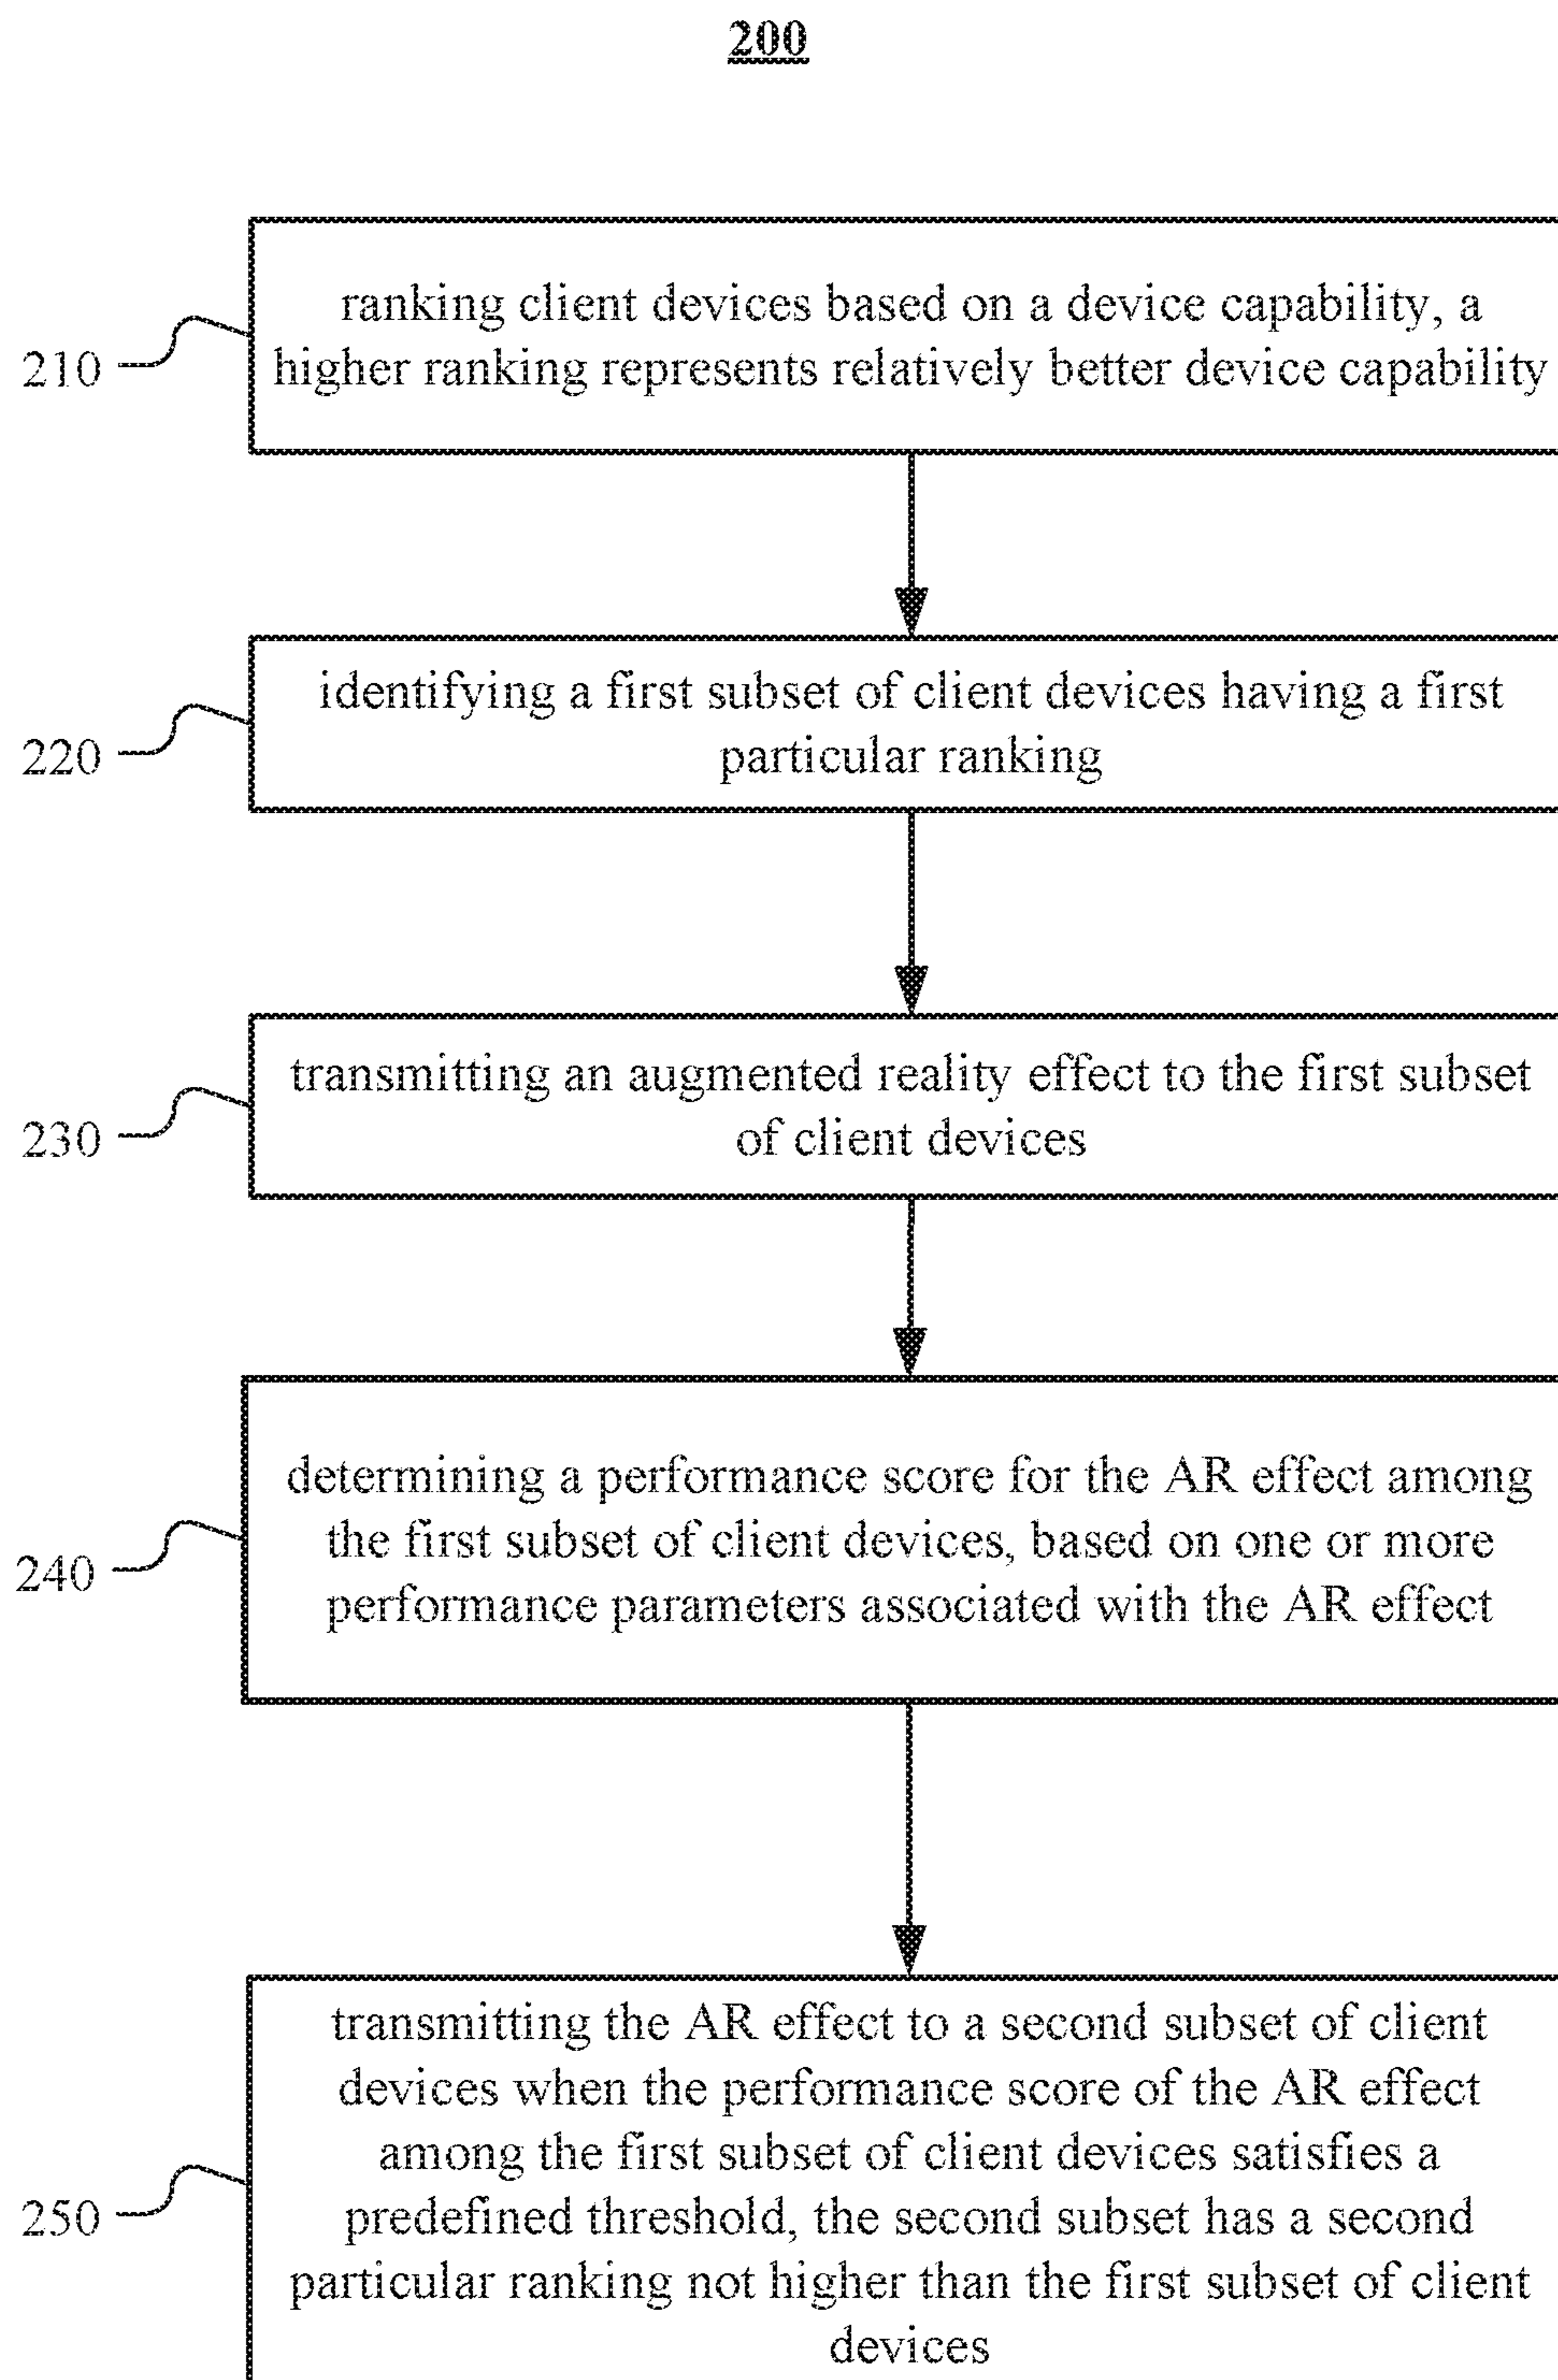 200
ranking client devices based on a device capability, a
higher ranking represents relatively better device capability
210
identifying a first subset of client devices having a first
particular ranking
220
transmitting an augmented reality effect to the first subset
of client devices
230
determining a performance score for the AR effect among
the first subset of client devices, based on one or more
performance parameters associated with the AR effect
240
transmitting the AR effect to a second subset of client
devices when the performance score of the AR effect
among the first subset of client devices satisfies a
predefined threshold, the second subset has a second
particular ranking not higher than the first subset of client
devices
250